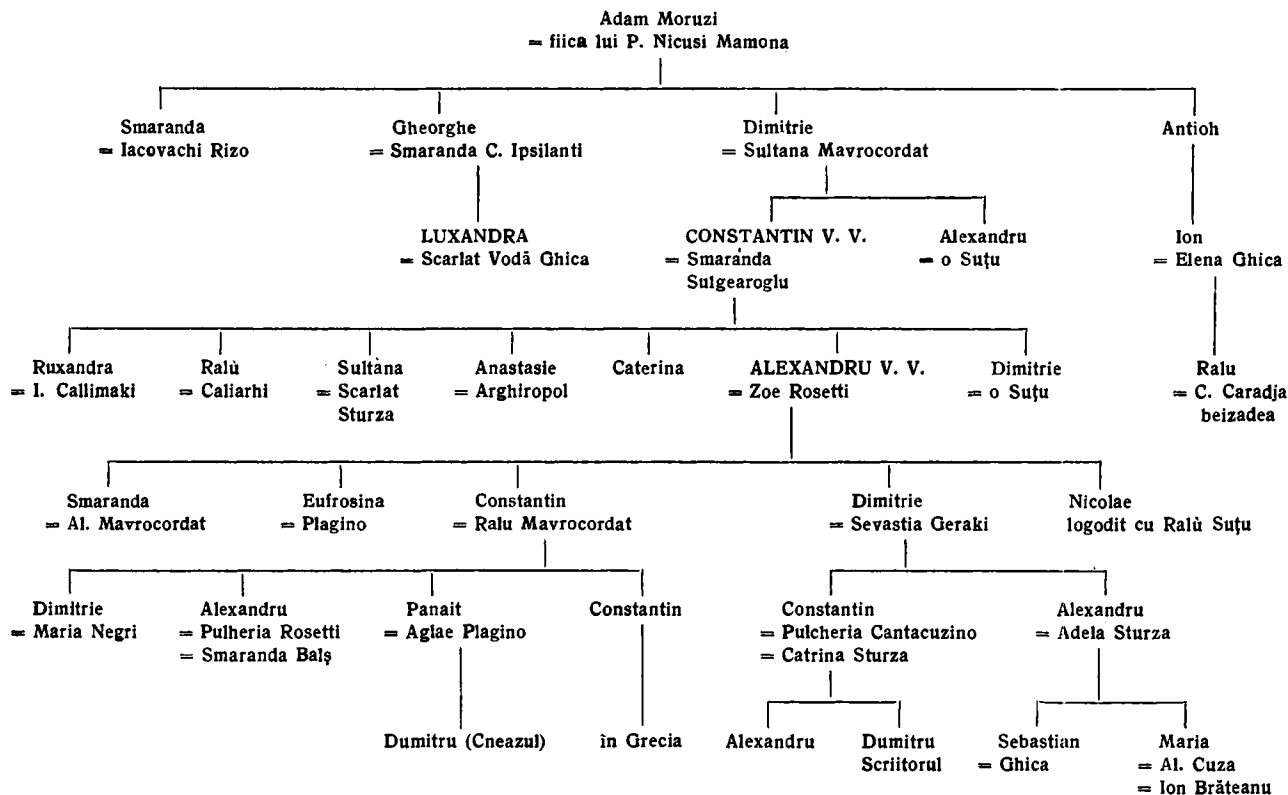 Adam Moruzi
= fiica lui P. Nicusi Mamona
Smaranda Gheorghe Dimitrie Antioh
= Iacovachi Rizo = Smaranda C. Ipsilanti = Sultana Mavrocordat
LUXANDRA CONSTANTIN V. V. Alexandru Ion
= Scarlat Vodă Ghica = Smaránda = o Suțu = Elena Ghica
Sulgearoglu
Ruxandra Ralù Sultàna Anastasie Caterina ALEXANDRU V. V. Dimitrie Ralu
= I. Callimaki = Caliarhi = Scarlat = Arghiropol = Zoe Rosetti = o Suțu = C. Caradja
Sturza beizadea
Smaranda Eufrosina Constantin Dimitrie Nicolae
= Al. Mavrocordat = Plagino = Ralu Mavrocordat = Sevastia Geraki logodit cu Ralù Suțu
Dimitrie Alexandru Panait Constantin Constantin Alexandru
= Maria Negri = Pulheria Rosetti = Aglae Plagino = Pulcheria Cantacuzino = Adela Sturza
= Smaranda Balș = Catrina Sturza
Dumitru (Cneazul) în Grecia Alexandru Dumitru Sebastian Maria
Scriitorul = Ghica = Al. Cuza
= Ion Brăteanu